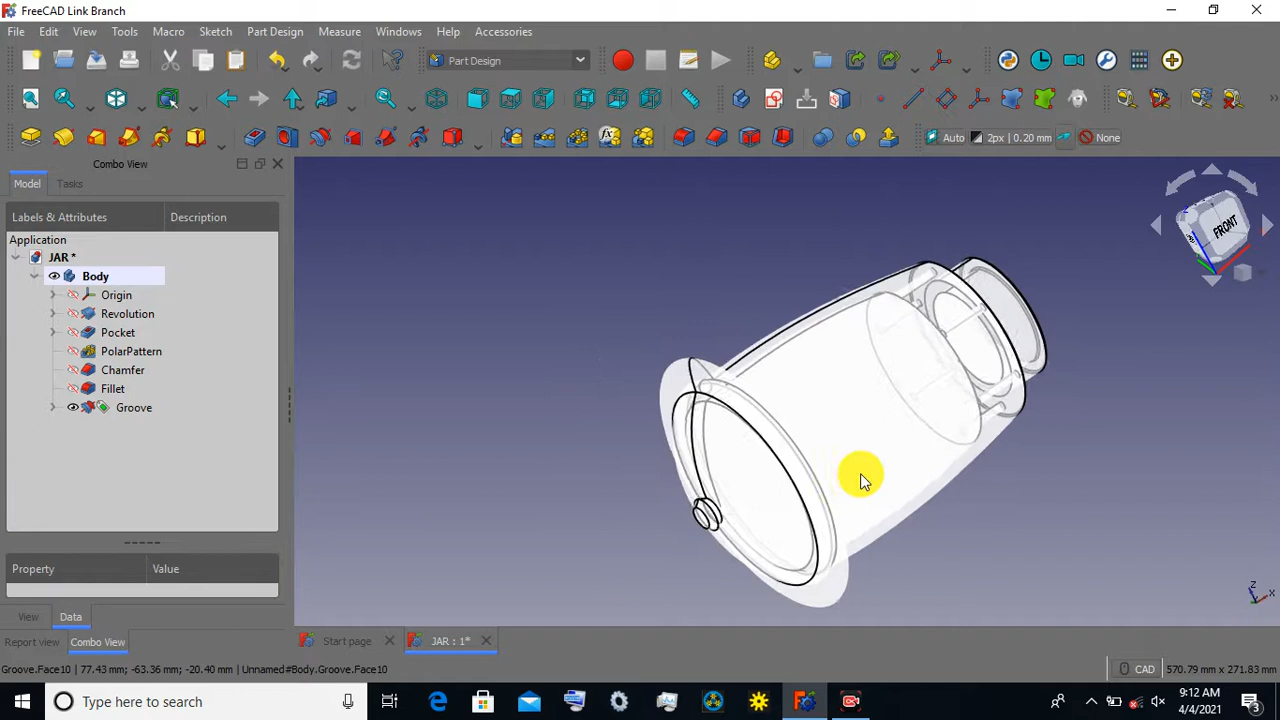 FreeCAD Link Branch
File Edit View Tools Macro Sketch Part Design Measure Windows Help Accessories
Part Design
Auto 2px | 0.20 mm None
Combo View
Model Tasks
Labels & Attributes Description
Application
JAR *
Body
Origin
Revolution
Pocket
PolarPattern
Chamfer
Fillet
Groove
Property Value
View Data
Report view Combo View
Start page JAR : 1*
FRONT
Z
X
Groove.Face10 | 77.43 mm; -63.36 mm; -20.40 mm | Unnamed#Body.Groove.Face10
CAD 570.79 mm x 271.83 mm
Type here to search
9:12 AM
4/4/2021
3